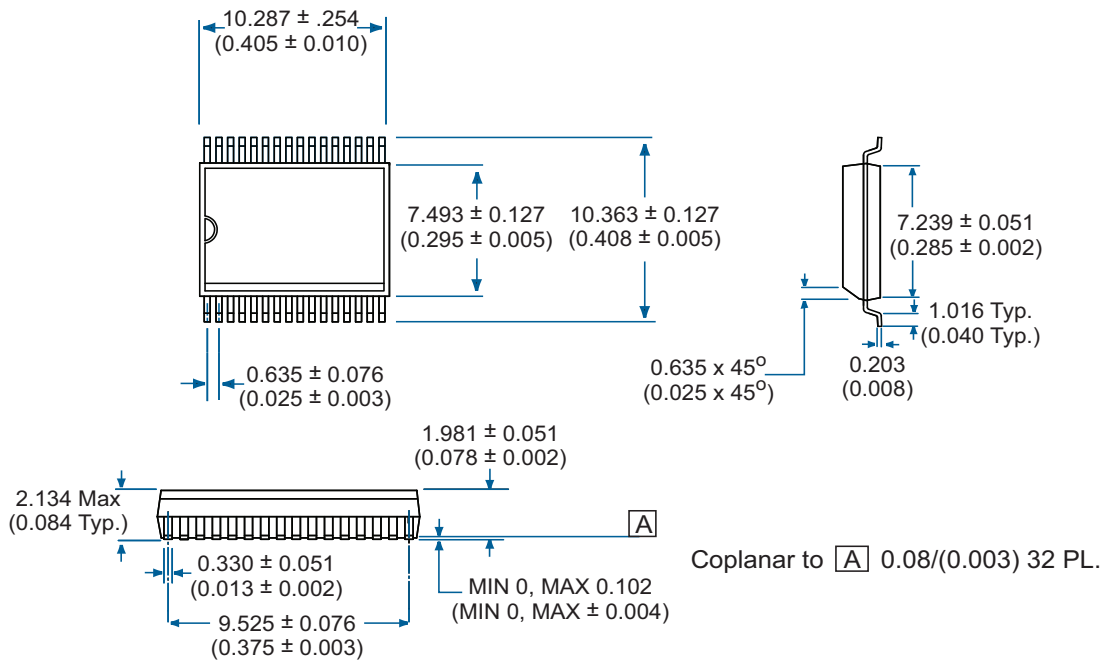 10.287 ± .254
(0.405 ± 0.010)
7.493 ± 0.127
(0.295 ± 0.005)
10.363 ± 0.127
(0.408 ± 0.005)
7.239 ± 0.051
(0.285 ± 0.002)
1.016 Typ.
(0.040 Typ.)
0.635 x 45º
(0.025 x 45º)
0.203
(0.008)
0.635 ± 0.076
(0.025 ± 0.003)
1.981 ± 0.051
(0.078 ± 0.002)
2.134 Max
(0.084 Typ.)
A
Coplanar to A 0.08/(0.003) 32 PL.
0.330 ± 0.051
(0.013 ± 0.002)
MIN 0, MAX 0.102
(MIN 0, MAX ± 0.004)
9.525 ± 0.076
(0.375 ± 0.003)